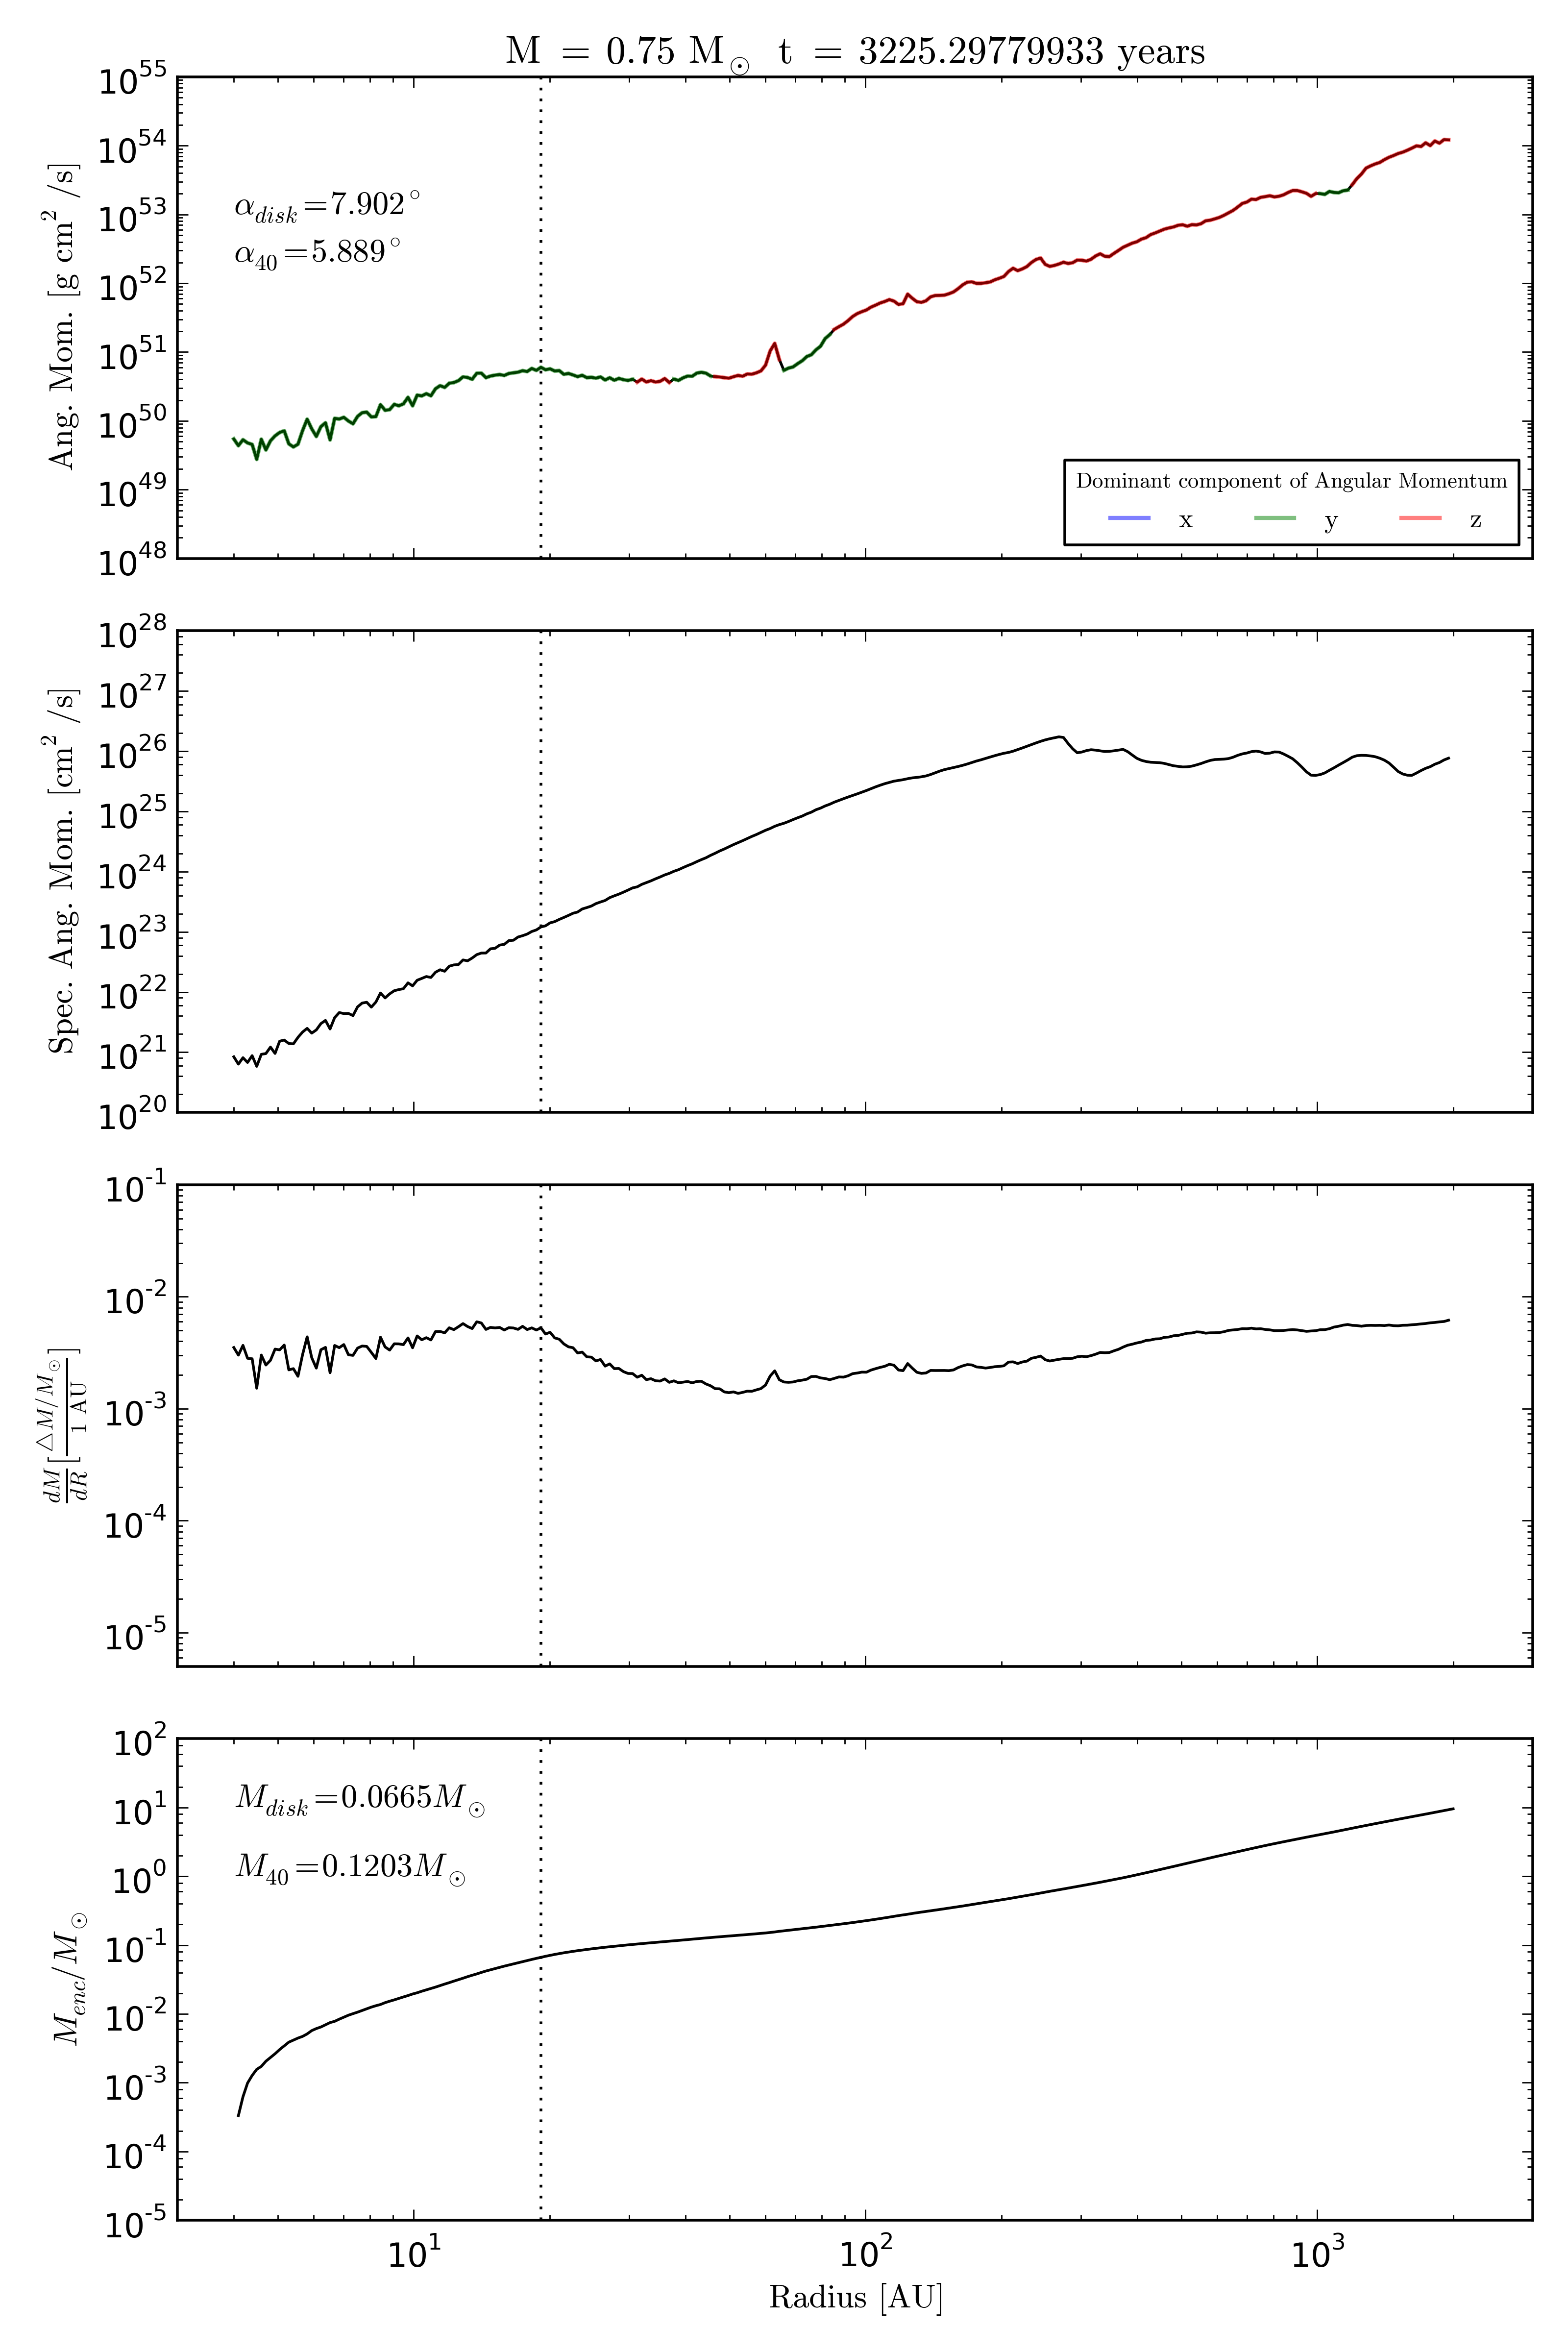 M = 0.75 M⊙ t = 3225.29779933 years
10^55
10^54
10^53
10^52
10^51
10^50
10^49
10^48
Ang. Mom. [g cm^2 /s]
α_disk = 7.902°
α_40 = 5.889°
Dominant component of Angular Momentum
x y z
10^28
10^27
10^26
10^25
10^24
10^23
10^22
10^21
10^20
Spec. Ang. Mom. [cm^2 /s]
10^-1
10^-2
10^-3
10^-4
10^-5
dM/dR [△M/M⊙ / 1 AU]
10^2
10^1
10^0
10^-1
10^-2
10^-3
10^-4
10^-5
M_enc/M⊙
M_disk = 0.0665M⊙
M_40 = 0.1203M⊙
10^1 10^2 10^3
Radius [AU]